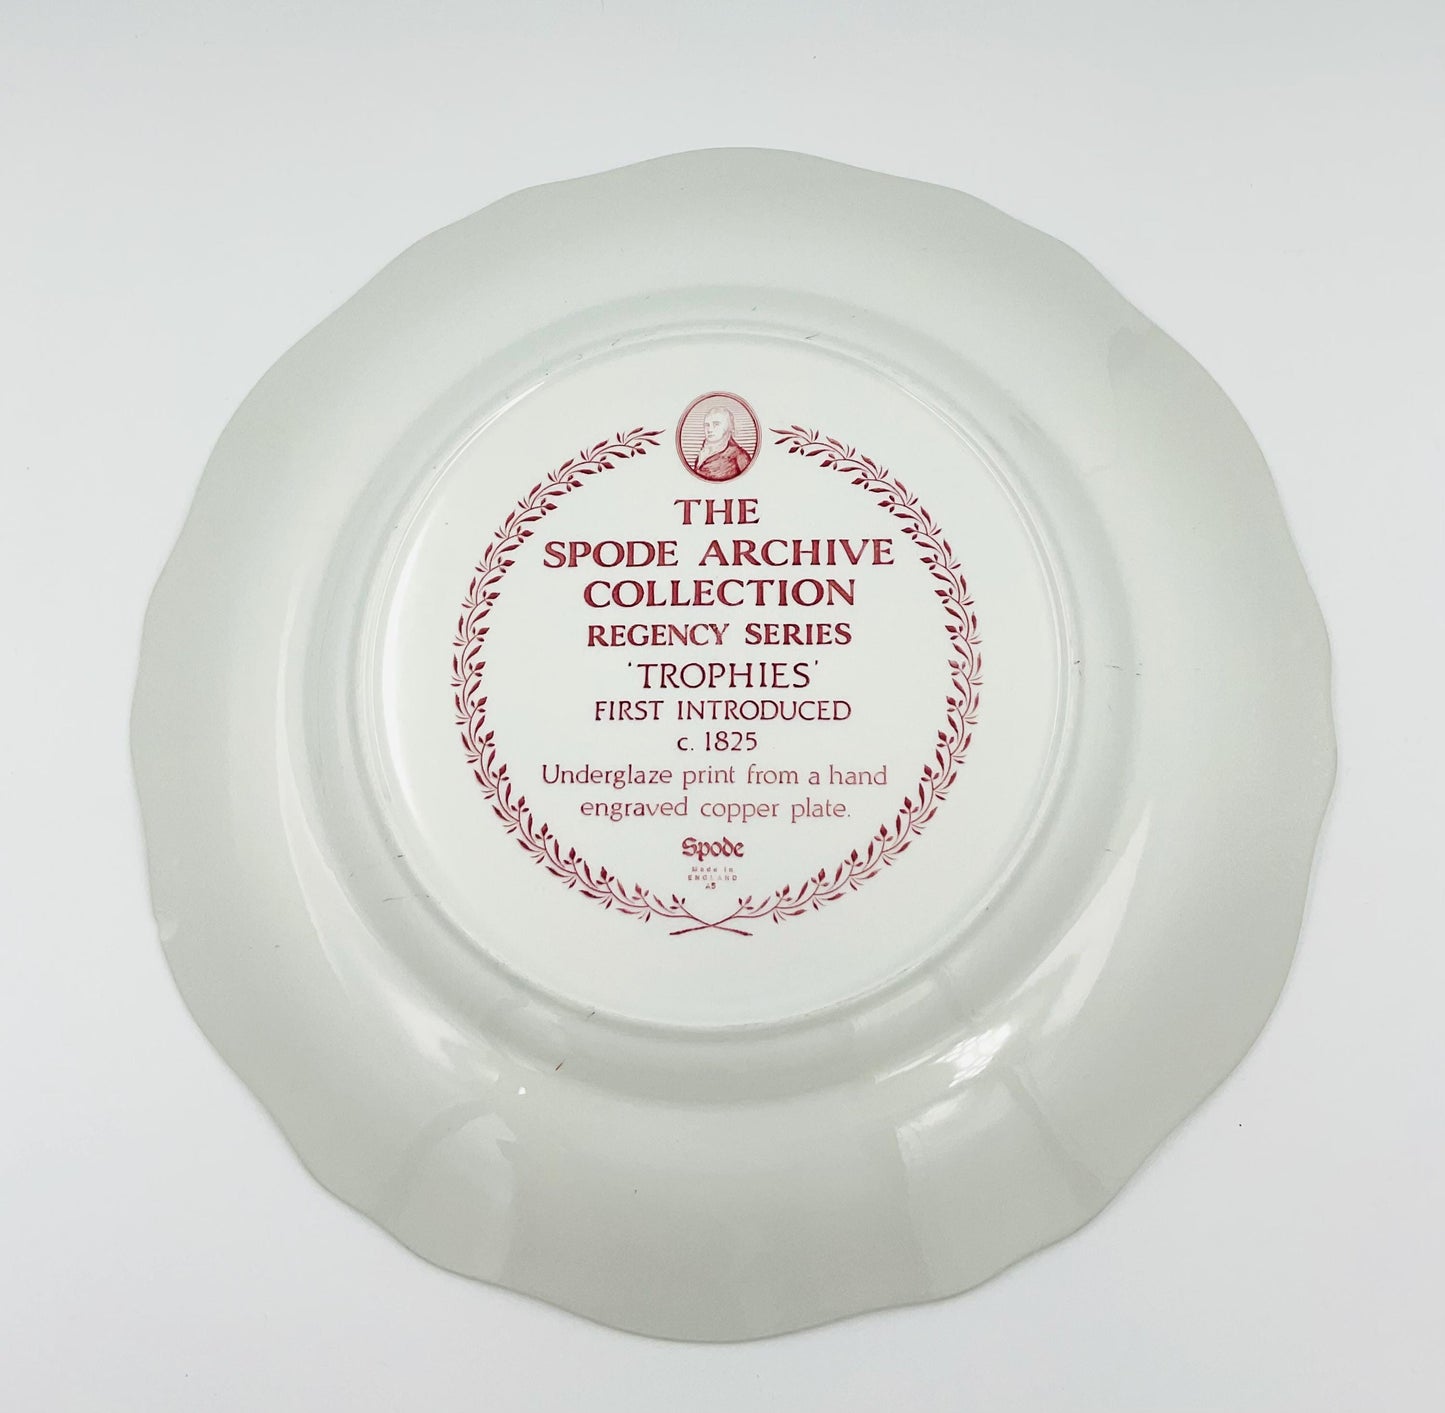 THE
SPODE ARCHIVE
COLLECTION
REGENCY SERIES
'TROPHIES'
FIRST INTRODUCED
c. 1825
Underglaze print from a hand
engraved copper plate.
Spode
Made in
ENGLAND
A5